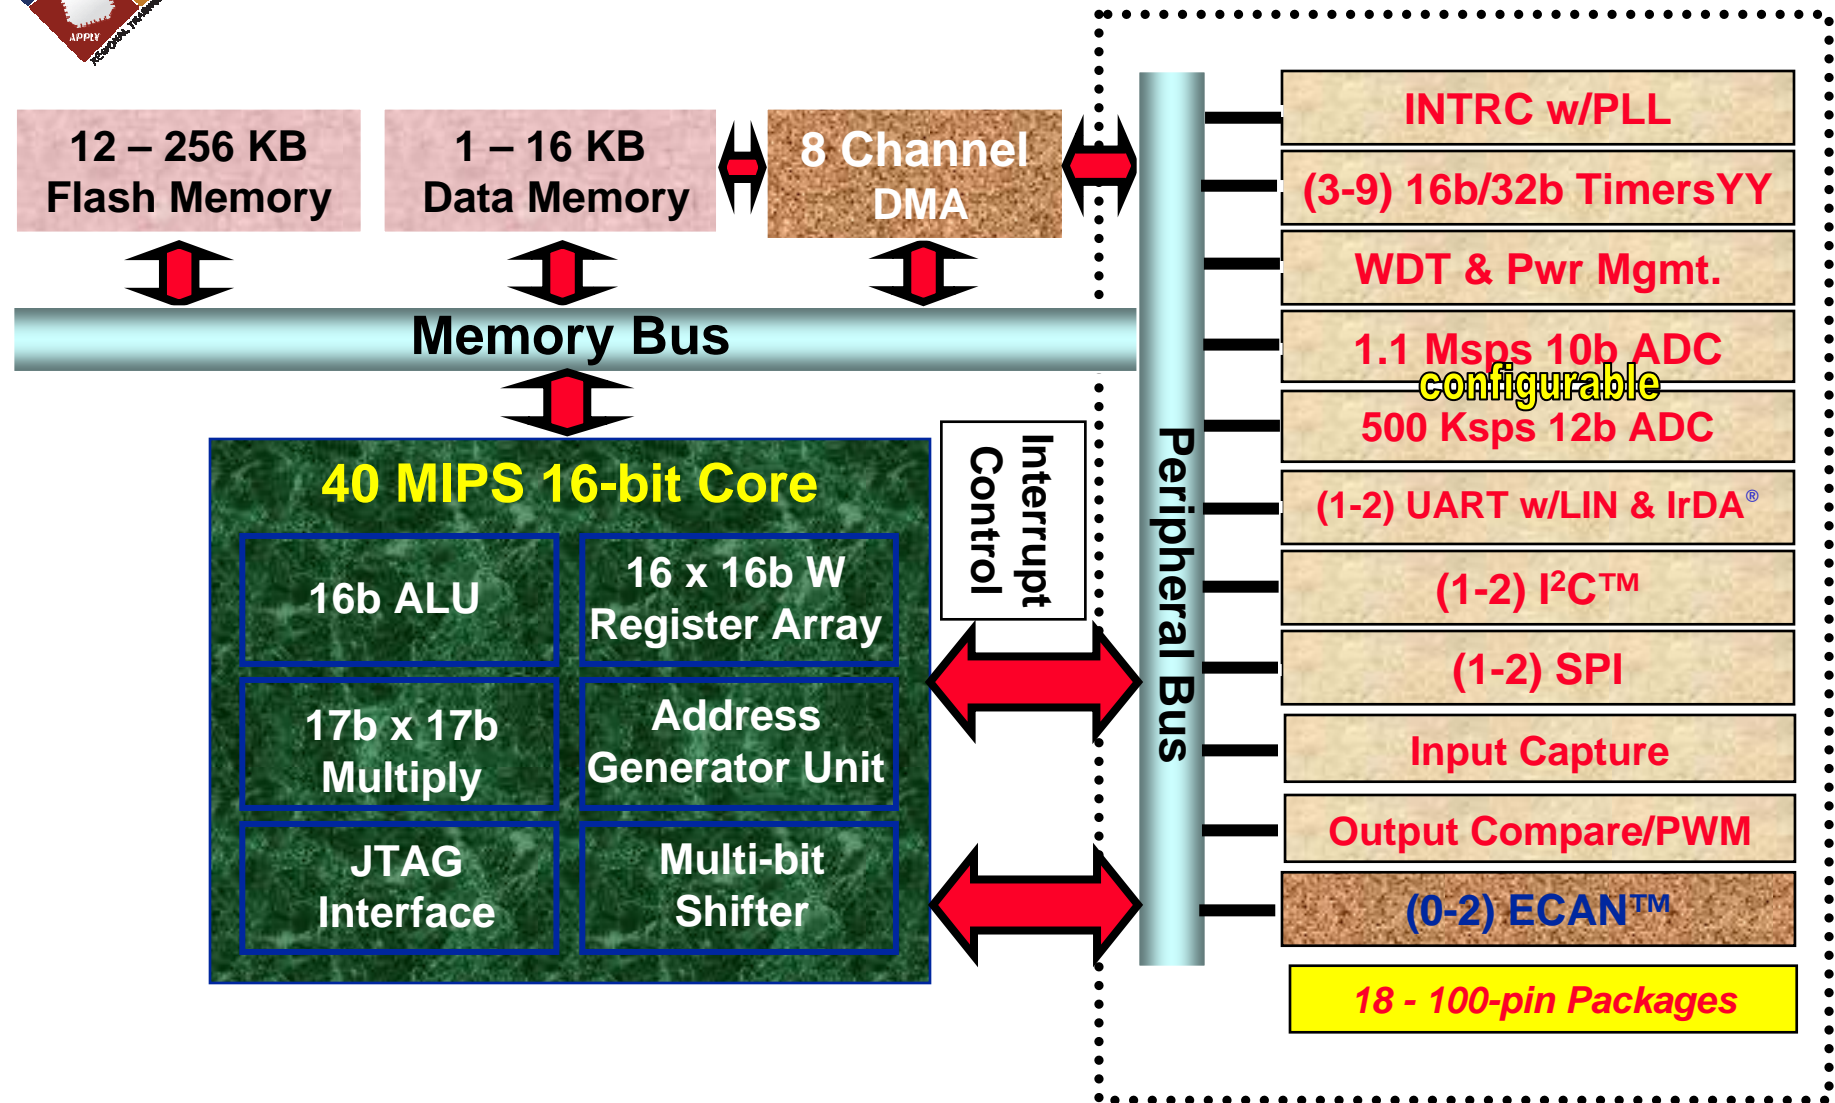 APPLY
REGIONAL
12 – 256 KB
Flash Memory
1 – 16 KB
Data Memory
8 Channel
DMA
Memory Bus
40 MIPS 16-bit Core
16b ALU
16 x 16b W
Register Array
17b x 17b
Multiply
Address
Generator Unit
JTAG
Interface
Multi-bit
Shifter
Interrupt
Control
Peripheral Bus
INTRC w/PLL
(3-9) 16b/32b TimersYY
WDT & Pwr Mgmt.
1.1 Msps 10b ADC
configurable
500 Ksps 12b ADC
(1-2) UART w/LIN & IrDA®
(1-2) I²C™
(1-2) SPI
Input Capture
Output Compare/PWM
(0-2) ECAN™
18 - 100-pin Packages